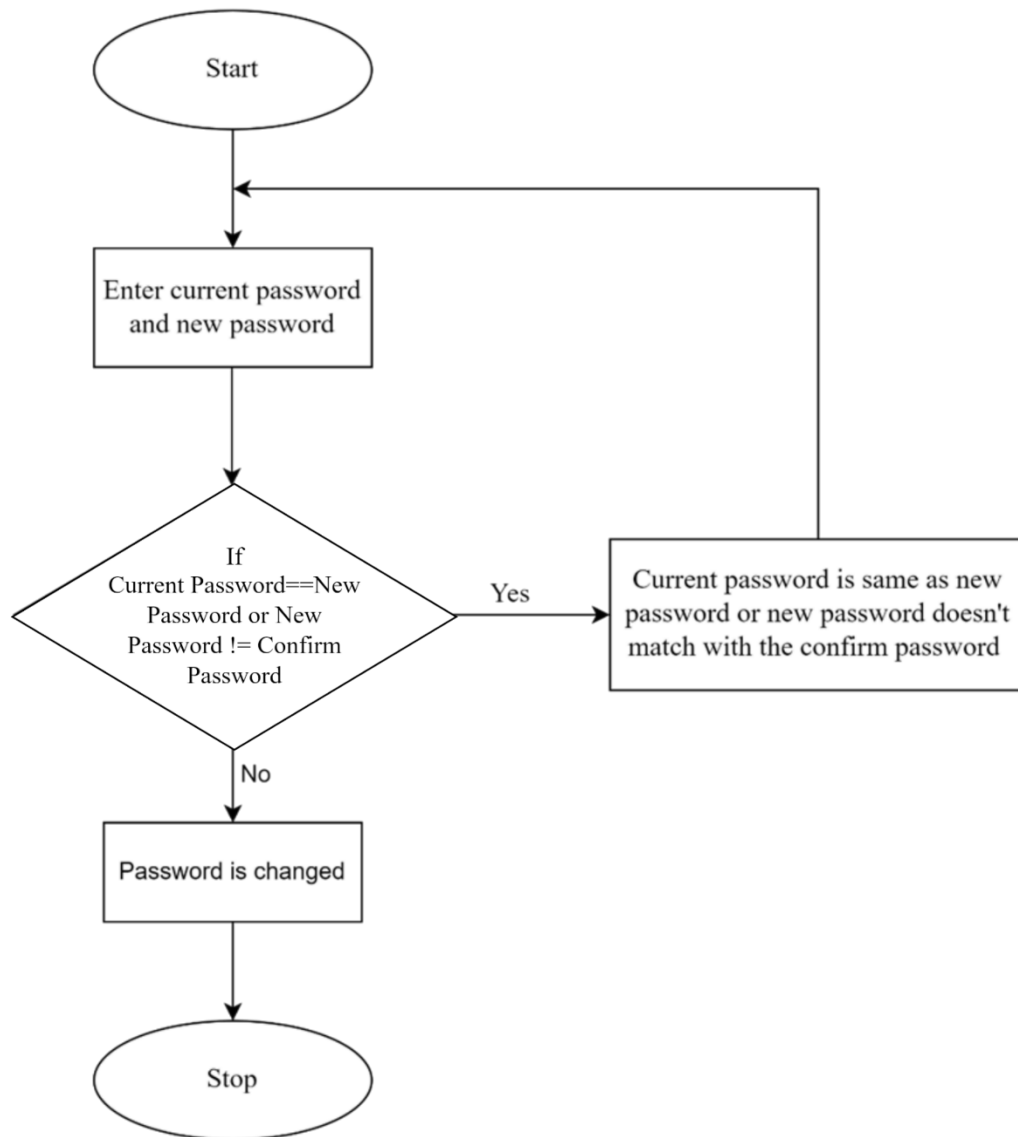 Start
Enter current password
and new password
If
Current Password==New
Password or New
Password != Confirm
Password
Yes
Current password is same as new
password or new password doesn't
match with the confirm password
No
Password is changed
Stop